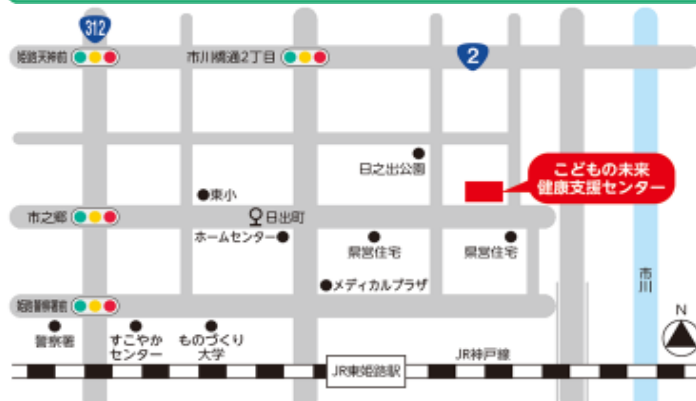 312
姫路天神前
市川橋通2丁目
2
日之出公園
こどもの未来
健康支援センター
東小
市之郷
日出町
ホームセンター
県営住宅
県営住宅
メディカルプラザ
市川
姫路警察署前
N
警察署
すこやか
センター
ものづくり
大学
JR神戸線
JR東姫路駅